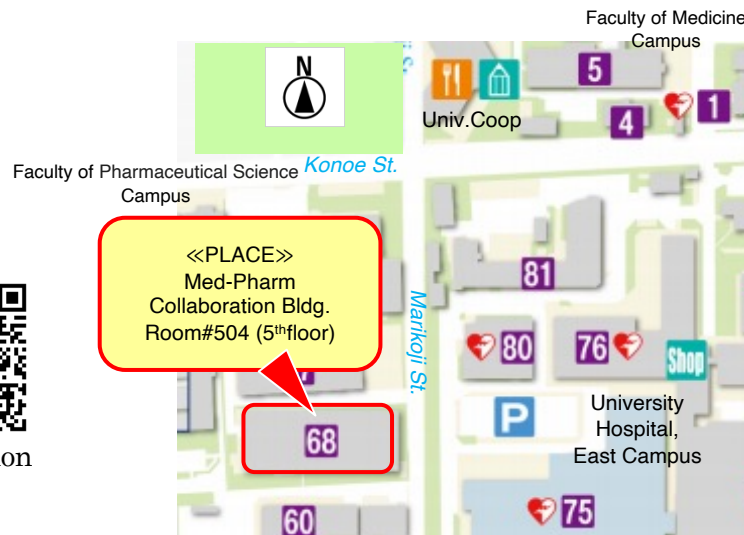 Faculty of Medicine
Campus
N
5
1
4
Univ.Coop
Konoe St.
Faculty of Pharmaceutical Science
Campus
≪PLACE≫
Med-Pharm
Collaboration Bldg.
Room#504 (5thfloor)
81
Marikoji St.
80
76
Shop
P
University
Hospital,
East Campus
68
75
60